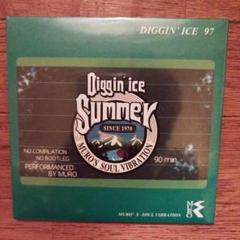 DIGGIN' ICE 97
Diggin' ice
Summer
SINCE 1970
MURO'S SOUL VIBRATION
NO COMPILATION
NO BOOTLEG
PERFORMANCED
BY MURO
90 min.
MURO'S SOUL VIBRATION